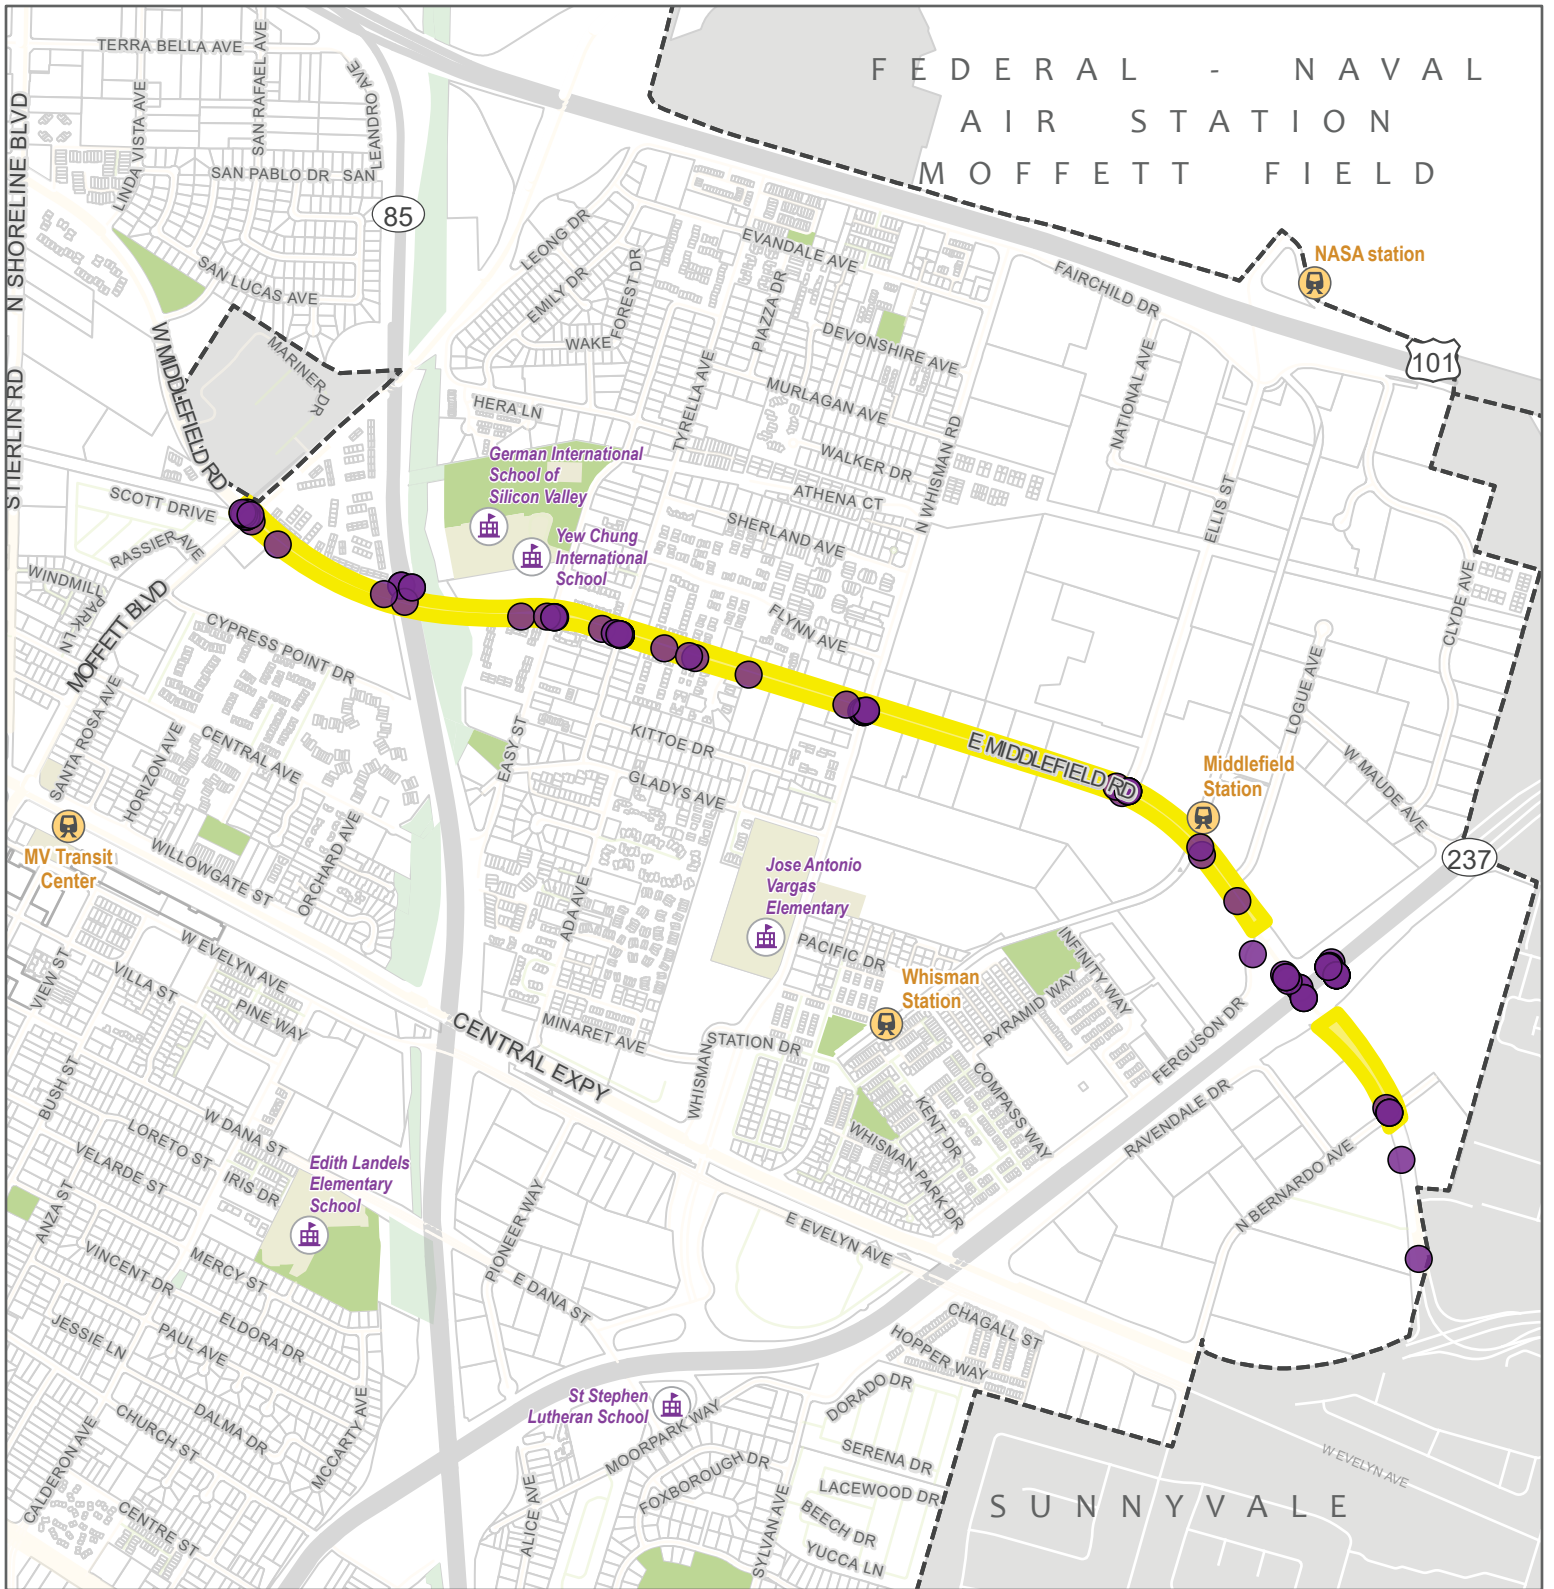 FEDERAL - NAVAL
AIR STATION
MOFFETT FIELD
TERRA BELLA AVE
SAN RAFAEL AVE
LEANDRO AVE
SAN
LINDA VISTA AVE
SAN PABLO DR
N SHORELINE BLVD
STIERLIN RD
85
SAN LUCAS AVE
W MIDDLEFIELD RD
MARINER DR
LEONG DR
EMILY DR
WAKE
FOREST DR
EVANDALE AVE
PIAZZA DR
DEVONSHIRE AVE
TYRELLA AVE
MURLAGAN AVE
FAIRCHILD DR
NASA station
101
NATIONAL AVE
N WHISMAN RD
HERA LN
German International
School of
Silicon Valley
WALKER DR
ATHENA CT
SHERLAND AVE
ELLIS ST
SCOTT DRIVE
RASSIER AVE
Yew Chung
International
School
WINDMILL
PARK LN
MOFFETT BLVD
CYPRESS POINT DR
FLYNN AVE
CLYDE AVE
LOGUE AVE
SANTA ROSA AVE
HORIZON AVE
CENTRAL AVE
EASY ST
KITTOE DR
GLADYS AVE
E MIDDLEFIELD RD
Middlefield
Station
W MAUDE AVE
237
MV Transit
Center
WILLOWGATE ST
ORCHARD AVE
Jose Antonio
Vargas
Elementary
ADA AVE
PACIFIC DR
INFINITY WAY
PYRAMID WAY
Whisman
Station
W EVELYN AVE
VIEW ST
VILLA ST
PINE WAY
CENTRAL EXPY
MINARET AVE
STATION DR
WHISMAN
FERGUSON DR
COMPASS WAY
KENT DR
WHISMAN PARK DR
RAVENDALE DR
N BERNARDO AVE
BUSH ST
W DANA ST
LORETO ST
VELARDE ST
IRIS DR
Edith Landels
Elementary
School
ANZA ST
VINCENT DR
MERCY ST
ELDORA DR
PIONEER WAY
E DANA ST
E EVELYN AVE
JESSIE LN
PAUL AVE
CHAGALL ST
HOPPER WAY
DORADO DR
St Stephen
Lutheran School
MOORPARK WAY
CHURCH ST
DALMA DR
MCCARTY AVE
CALDERON AVE
CENTRE ST
ALICE AVE
FOXBOROUGH DR
SYLVAN AVE
SERENA DR
LACEWOOD DR
BEECH DR
YUCCA LN
W EVELYN AVE
SUNNYVALE